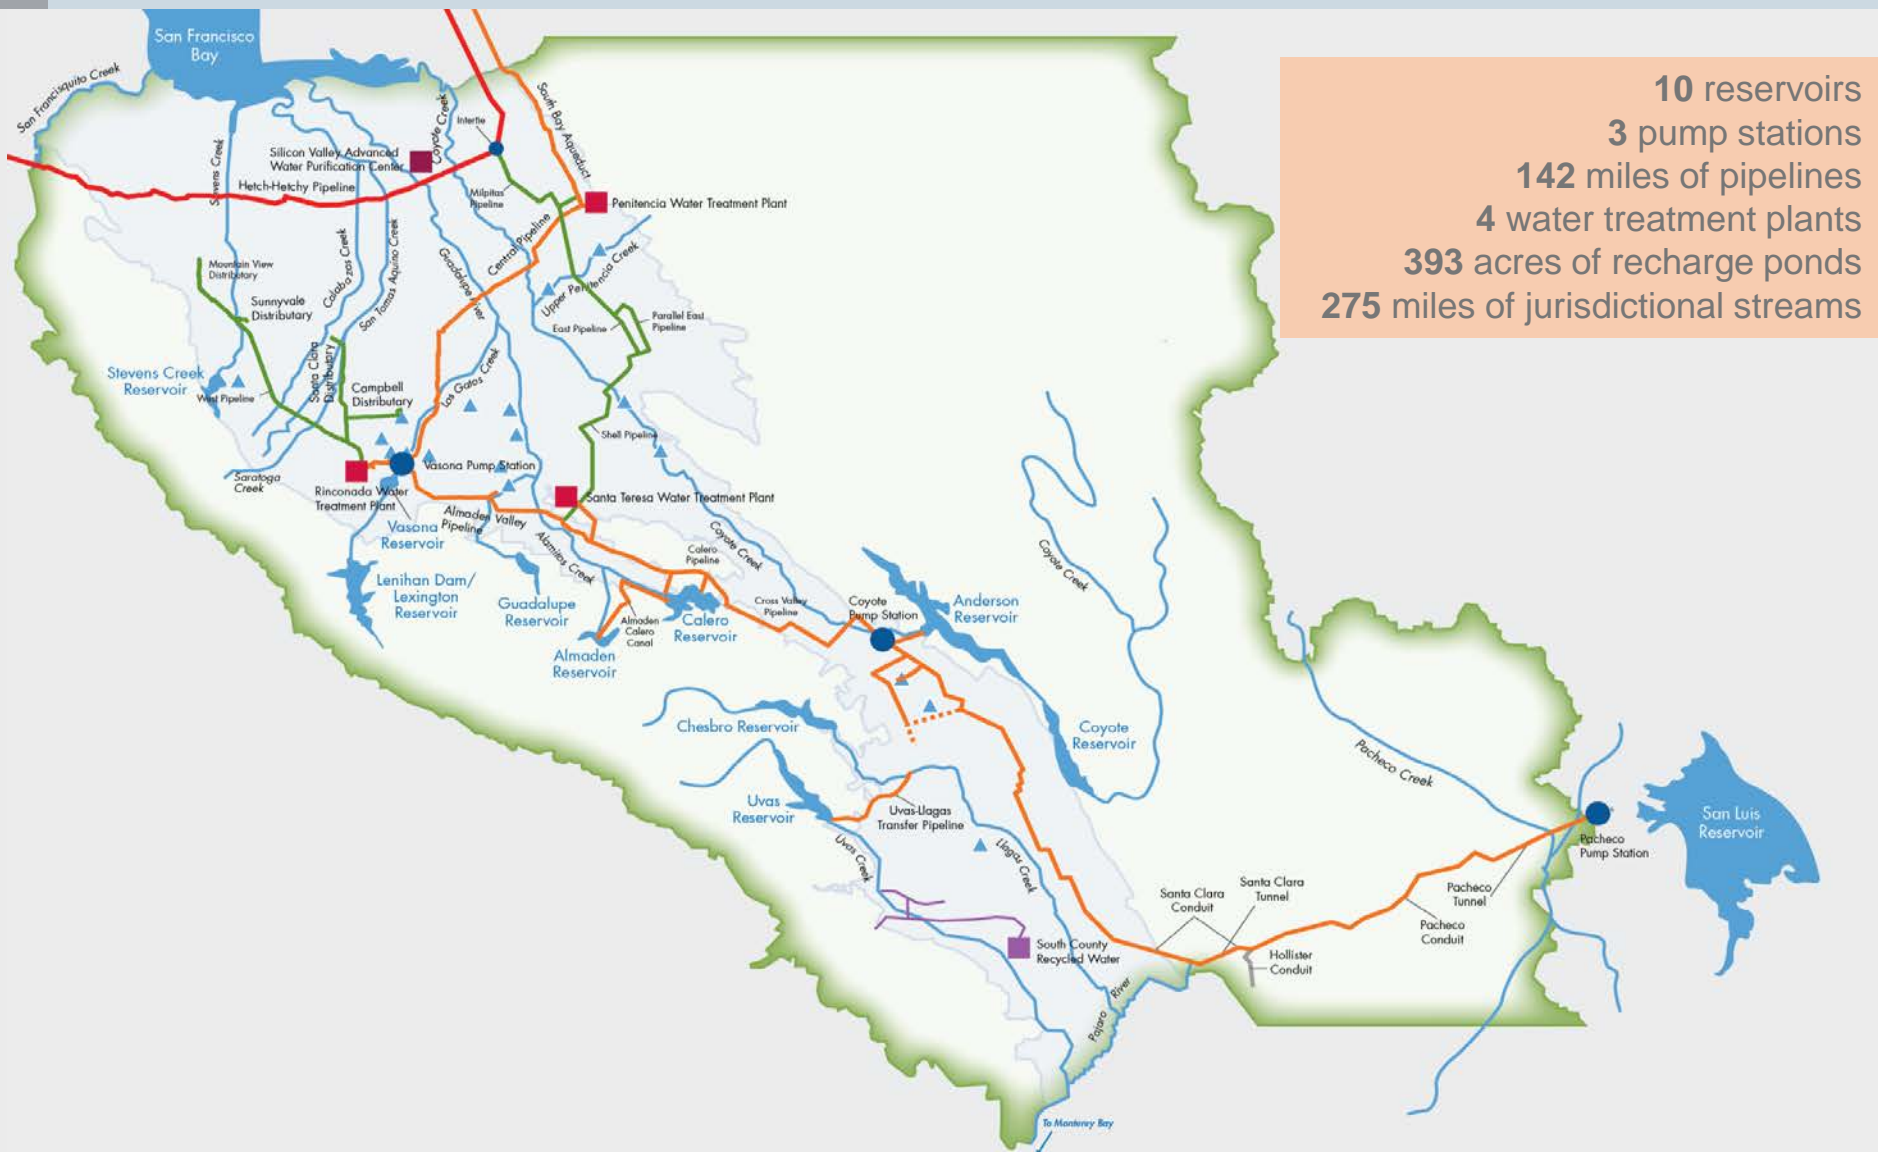 San Francisco
Bay
San Francisquito Creek
10 reservoirs
3 pump stations
142 miles of pipelines
4 water treatment plants
393 acres of recharge ponds
275 miles of jurisdictional streams
Coyote Creek
Intertie
South Bay Aqueduct
Stevens Creek
Silicon Valley Advanced
Water Purification Center
Hetch-Hetchy Pipeline
Milpitas
Pipeline
Penitencia Water Treatment Plant
Central Pipeline
Calabazas Creek
San Tomas Aquino Creek
Guadalupe River
Upper Penitencia Creek
Mountain View
Distributary
Sunnyvale
Distributary
East Pipeline
Parallel East
Pipeline
Stevens Creek
Reservoir
West Pipeline
Santa Clara
Distributary
Campbell
Distributary
Los Gatos Creek
Shell Pipeline
Saratoga
Creek
Vasona Pump Station
Rinconada Water
Treatment Plant
Santa Teresa Water Treatment Plant
Vasona
Reservoir
Almaden Valley
Pipeline
Alamitos Creek
Coyote Creek
Calero
Pipeline
Coyote Creek
Lenihan Dam/
Lexington
Reservoir
Guadalupe
Reservoir
Almaden
Calero
Canal
Calero
Reservoir
Cross Valley
Pipeline
Coyote
Pump Station
Anderson
Reservoir
Almaden
Reservoir
Chesbro Reservoir
Coyote
Reservoir
Pacheco Creek
Uvas
Reservoir
Uvas-Llagas
Transfer Pipeline
San Luis
Reservoir
Pacheco
Pump Station
Uvas Creek
Llagas Creek
Santa Clara
Conduit
Santa Clara
Tunnel
Pacheco
Tunnel
Pacheco
Conduit
South County
Recycled Water
Hollister
Conduit
Pajaro River
To Monterey Bay